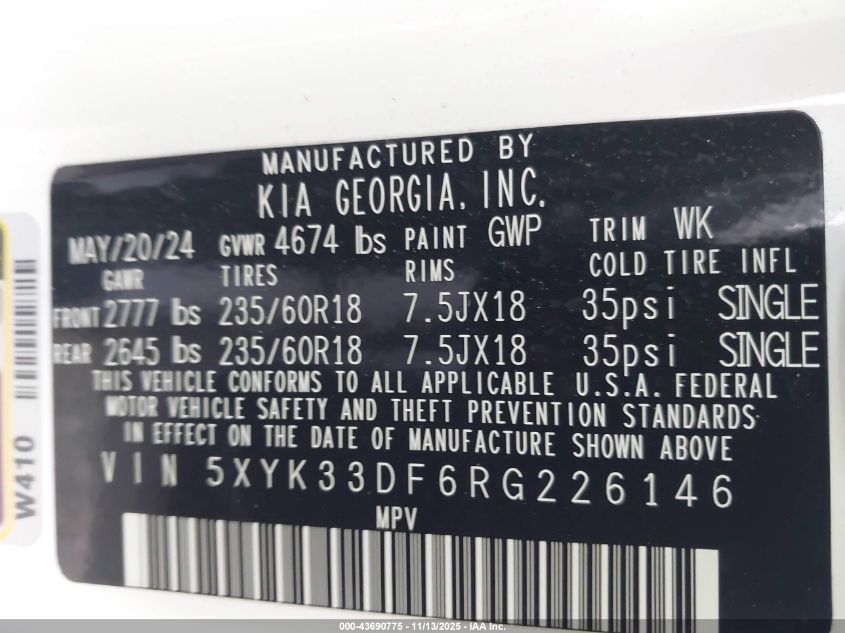 MANUFACTURED BY
KIA GEORGIA, INC.
MAY/20/24 GVWR 4674 lbs PAINT GWP TRIM WK
GAWR TIRES RIMS COLD TIRE INFL
FRONT 2777 lbs 235/60R18 7.5JX18 35psi SINGLE
REAR 2645 lbs 235/60R18 7.5JX18 35psi SINGLE
THIS VEHICLE CONFORMS TO ALL APPLICABLE U.S.A. FEDERAL
MOTOR VEHICLE SAFETY AND THEFT PREVENTION STANDARDS
IN EFFECT ON THE DATE OF MANUFACTURE SHOWN ABOVE
VIN 5XYK33DF6RG226146
MPV
W410
000-43690775 - 11/13/2025 - IAA, Inc.